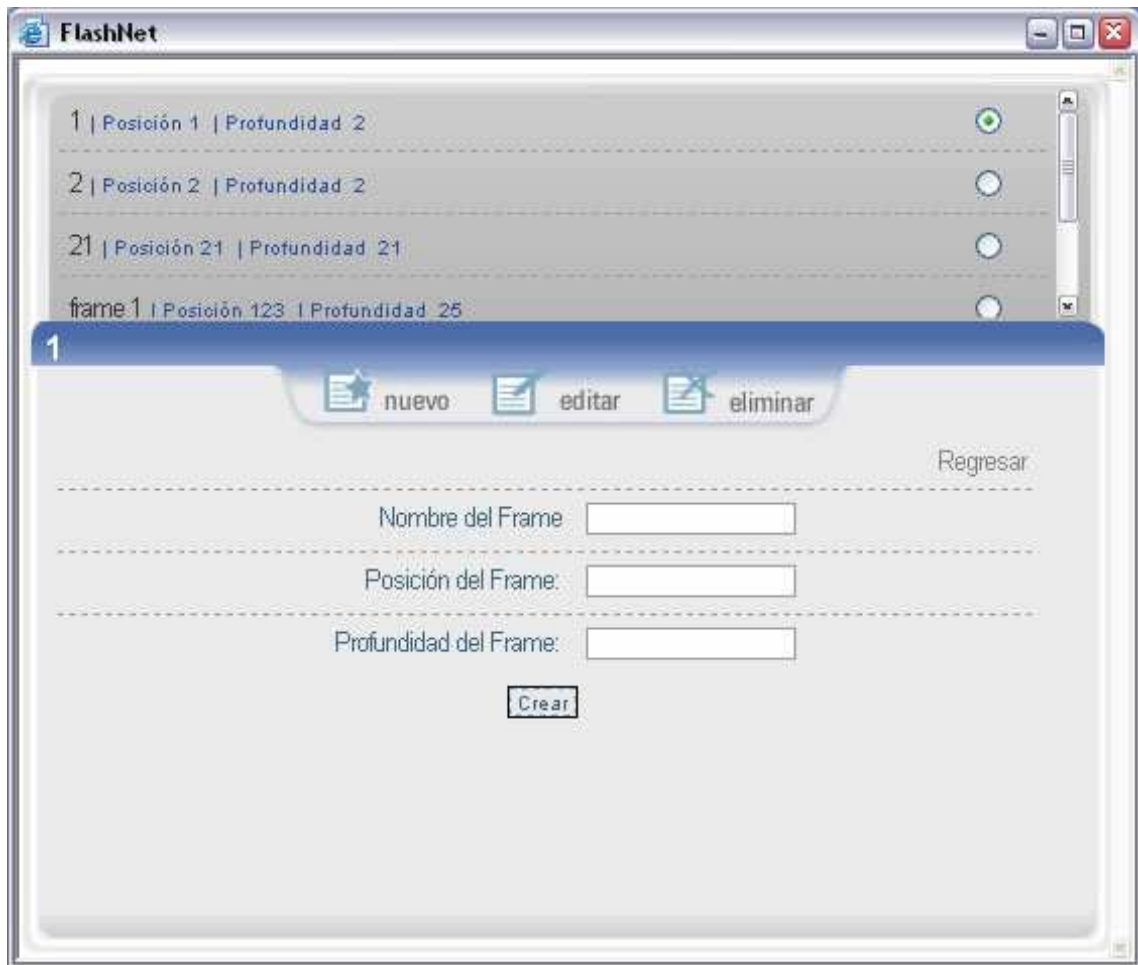 FlashNet
1 | Posición 1 | Profundidad 2
2 | Posición 2 | Profundidad 2
21 | Posición 21 | Profundidad 21
frame 1 | Posición 123 | Profundidad 25
1
nuevo editar eliminar
Regresar
Nombre del Frame
Posición del Frame:
Profundidad del Frame:
Crear